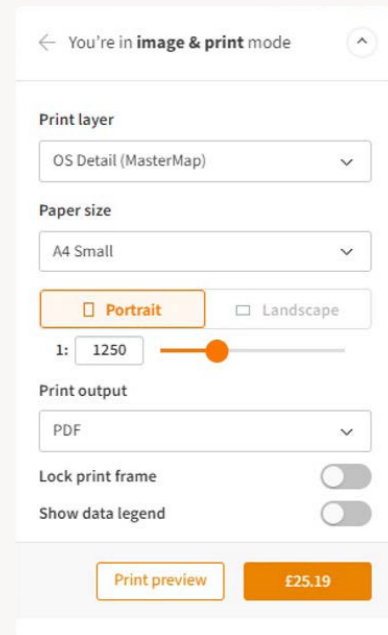 You're in image & print mode
Print layer
OS Detail (MasterMap)
Paper size
A4 Small
Portrait
Landscape
1: 1250
Print output
PDF
Lock print frame
Show data legend
Print preview
£25.19